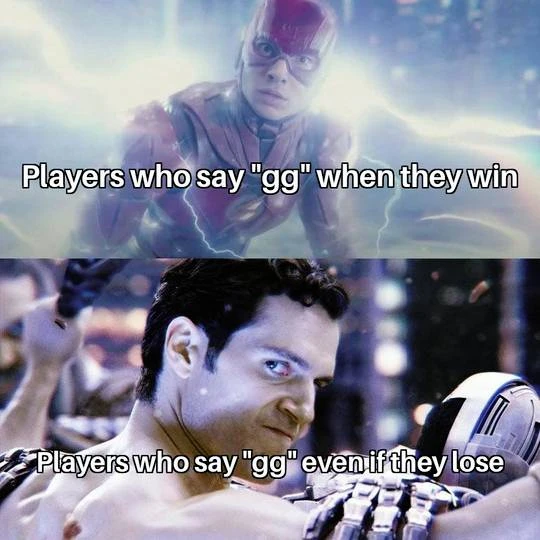 Players who say "gg" when they win
Players who say "gg" even if they lose